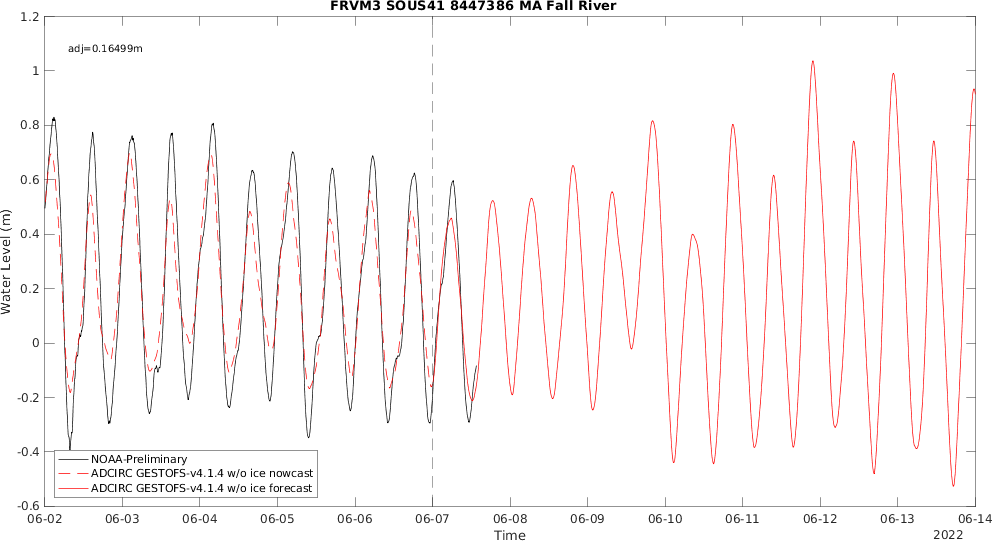 FRVM3 SOUS41 8447386 MA Fall River
adj=0.16499m
Water Level (m)
1.2
1
0.8
0.6
0.4
0.2
0
-0.2
-0.4
-0.6
NOAA-Preliminary
ADCIRC GESTOFS-v4.1.4 w/o ice nowcast
ADCIRC GESTOFS-v4.1.4 w/o ice forecast
06-02 06-03 06-04 06-05 06-06 06-07 06-08 06-09 06-10 06-11 06-12 06-13 06-14
Time
2022